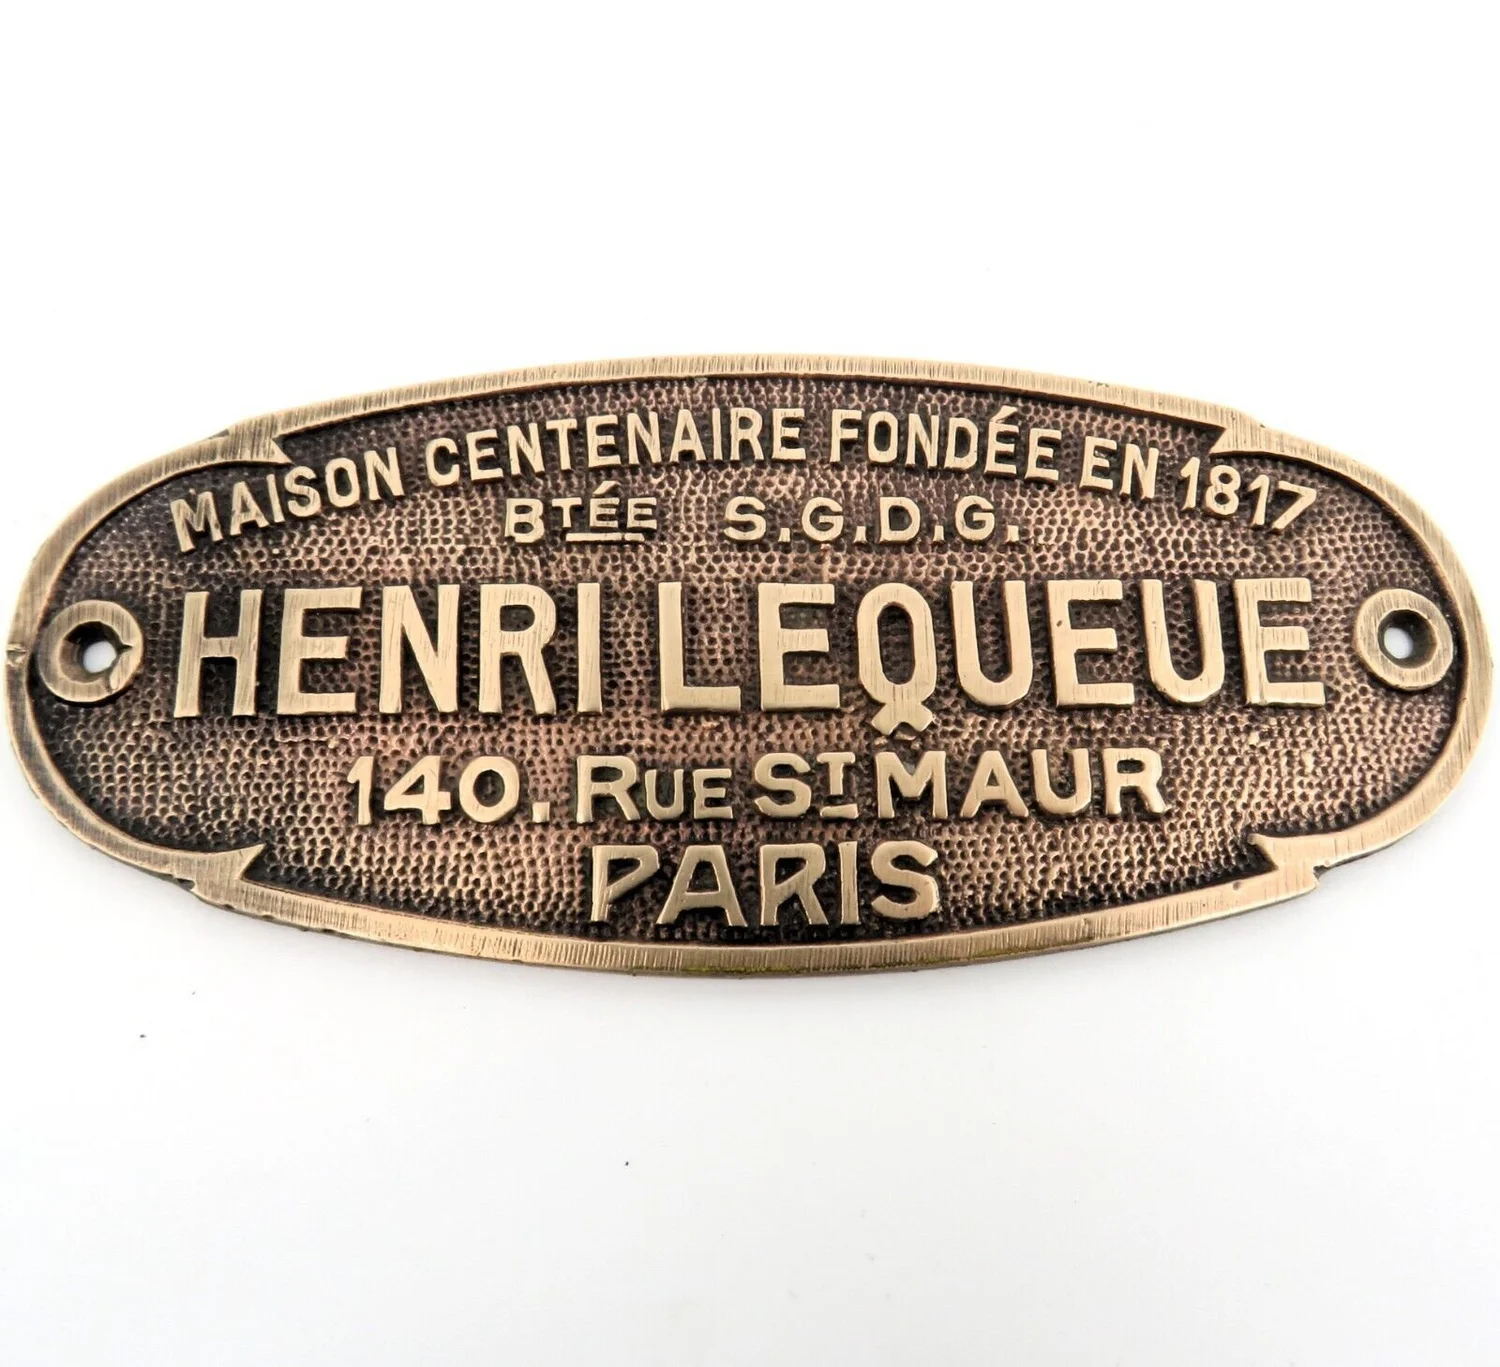 MAISON CENTENAIRE FONDÉE EN 1817
BTÉE S.G.D.G.
HENRI LEQUEUE
140. RUE ST MAUR
PARIS